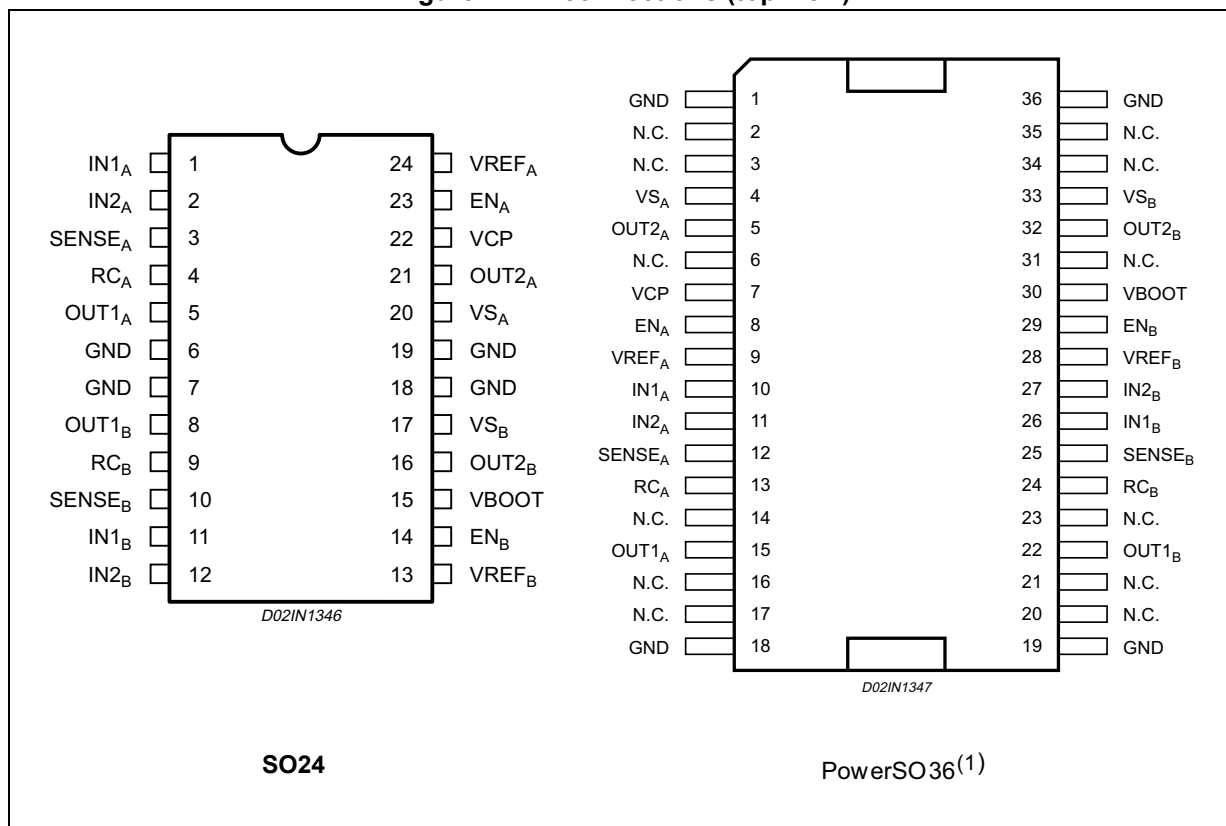 IN1A 1 24 VREFA
IN2A 2 23 ENA
SENSEA 3 22 VCP
RCA 4 21 OUT2A
OUT1A 5 20 VSA
GND 6 19 GND
GND 7 18 GND
OUT1B 8 17 VSB
RCB 9 16 OUT2B
SENSEB 10 15 VBOOT
IN1B 11 14 ENB
IN2B 12 13 VREFB
D02IN1346
SO24
GND 1 36 GND
N.C. 2 35 N.C.
N.C. 3 34 N.C.
VSA 4 33 VSB
OUT2A 5 32 OUT2B
N.C. 6 31 N.C.
VCP 7 30 VBOOT
ENA 8 29 ENB
VREFA 9 28 VREFB
IN1A 10 27 IN2B
IN2A 11 26 IN1B
SENSEA 12 25 SENSEB
RCA 13 24 RCB
N.C. 14 23 N.C.
OUT1A 15 22 OUT1B
N.C. 16 21 N.C.
N.C. 17 20 N.C.
GND 18 19 GND
D02IN1347
PowerSO36(1)